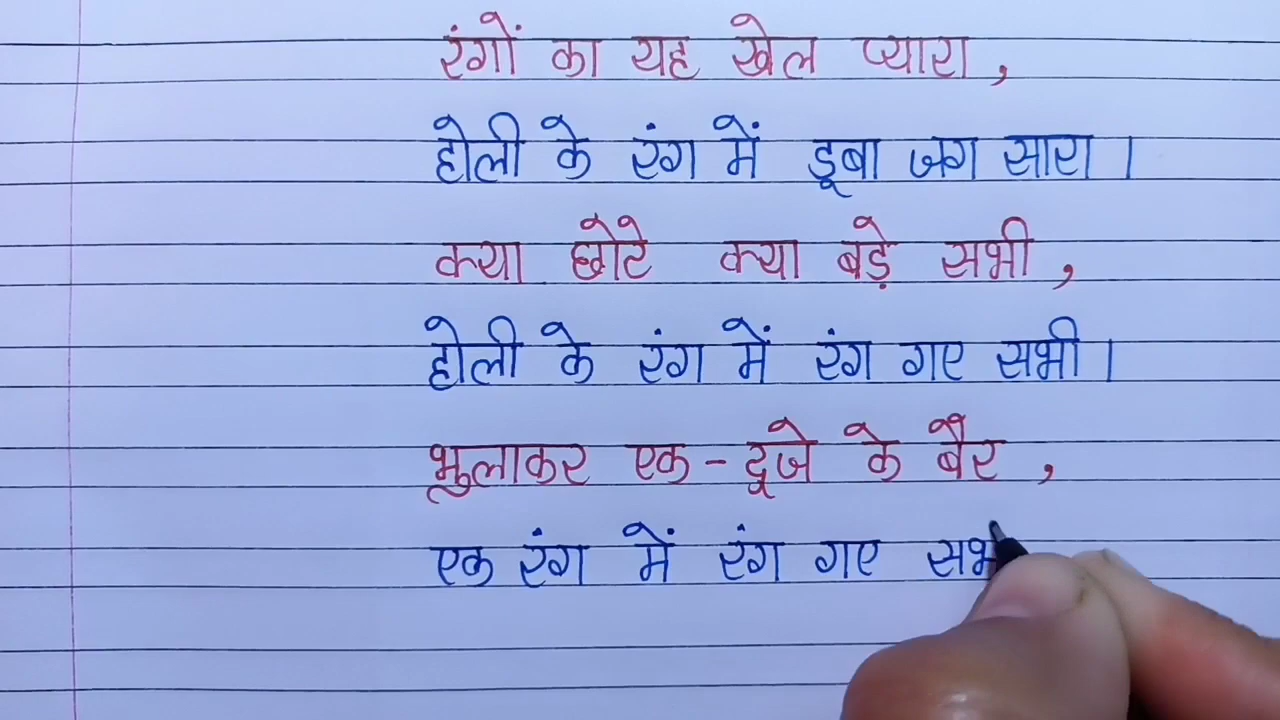 रंगों का यह खेल प्यारा,
होली के रंग में डूबा जग सारा।
क्या छोटे क्या बड़े सभी,
होली के रंग में रंग गए सभी।
भुलाकर एक-दूजे के बैर,
एक रंग में रंग गए सभ